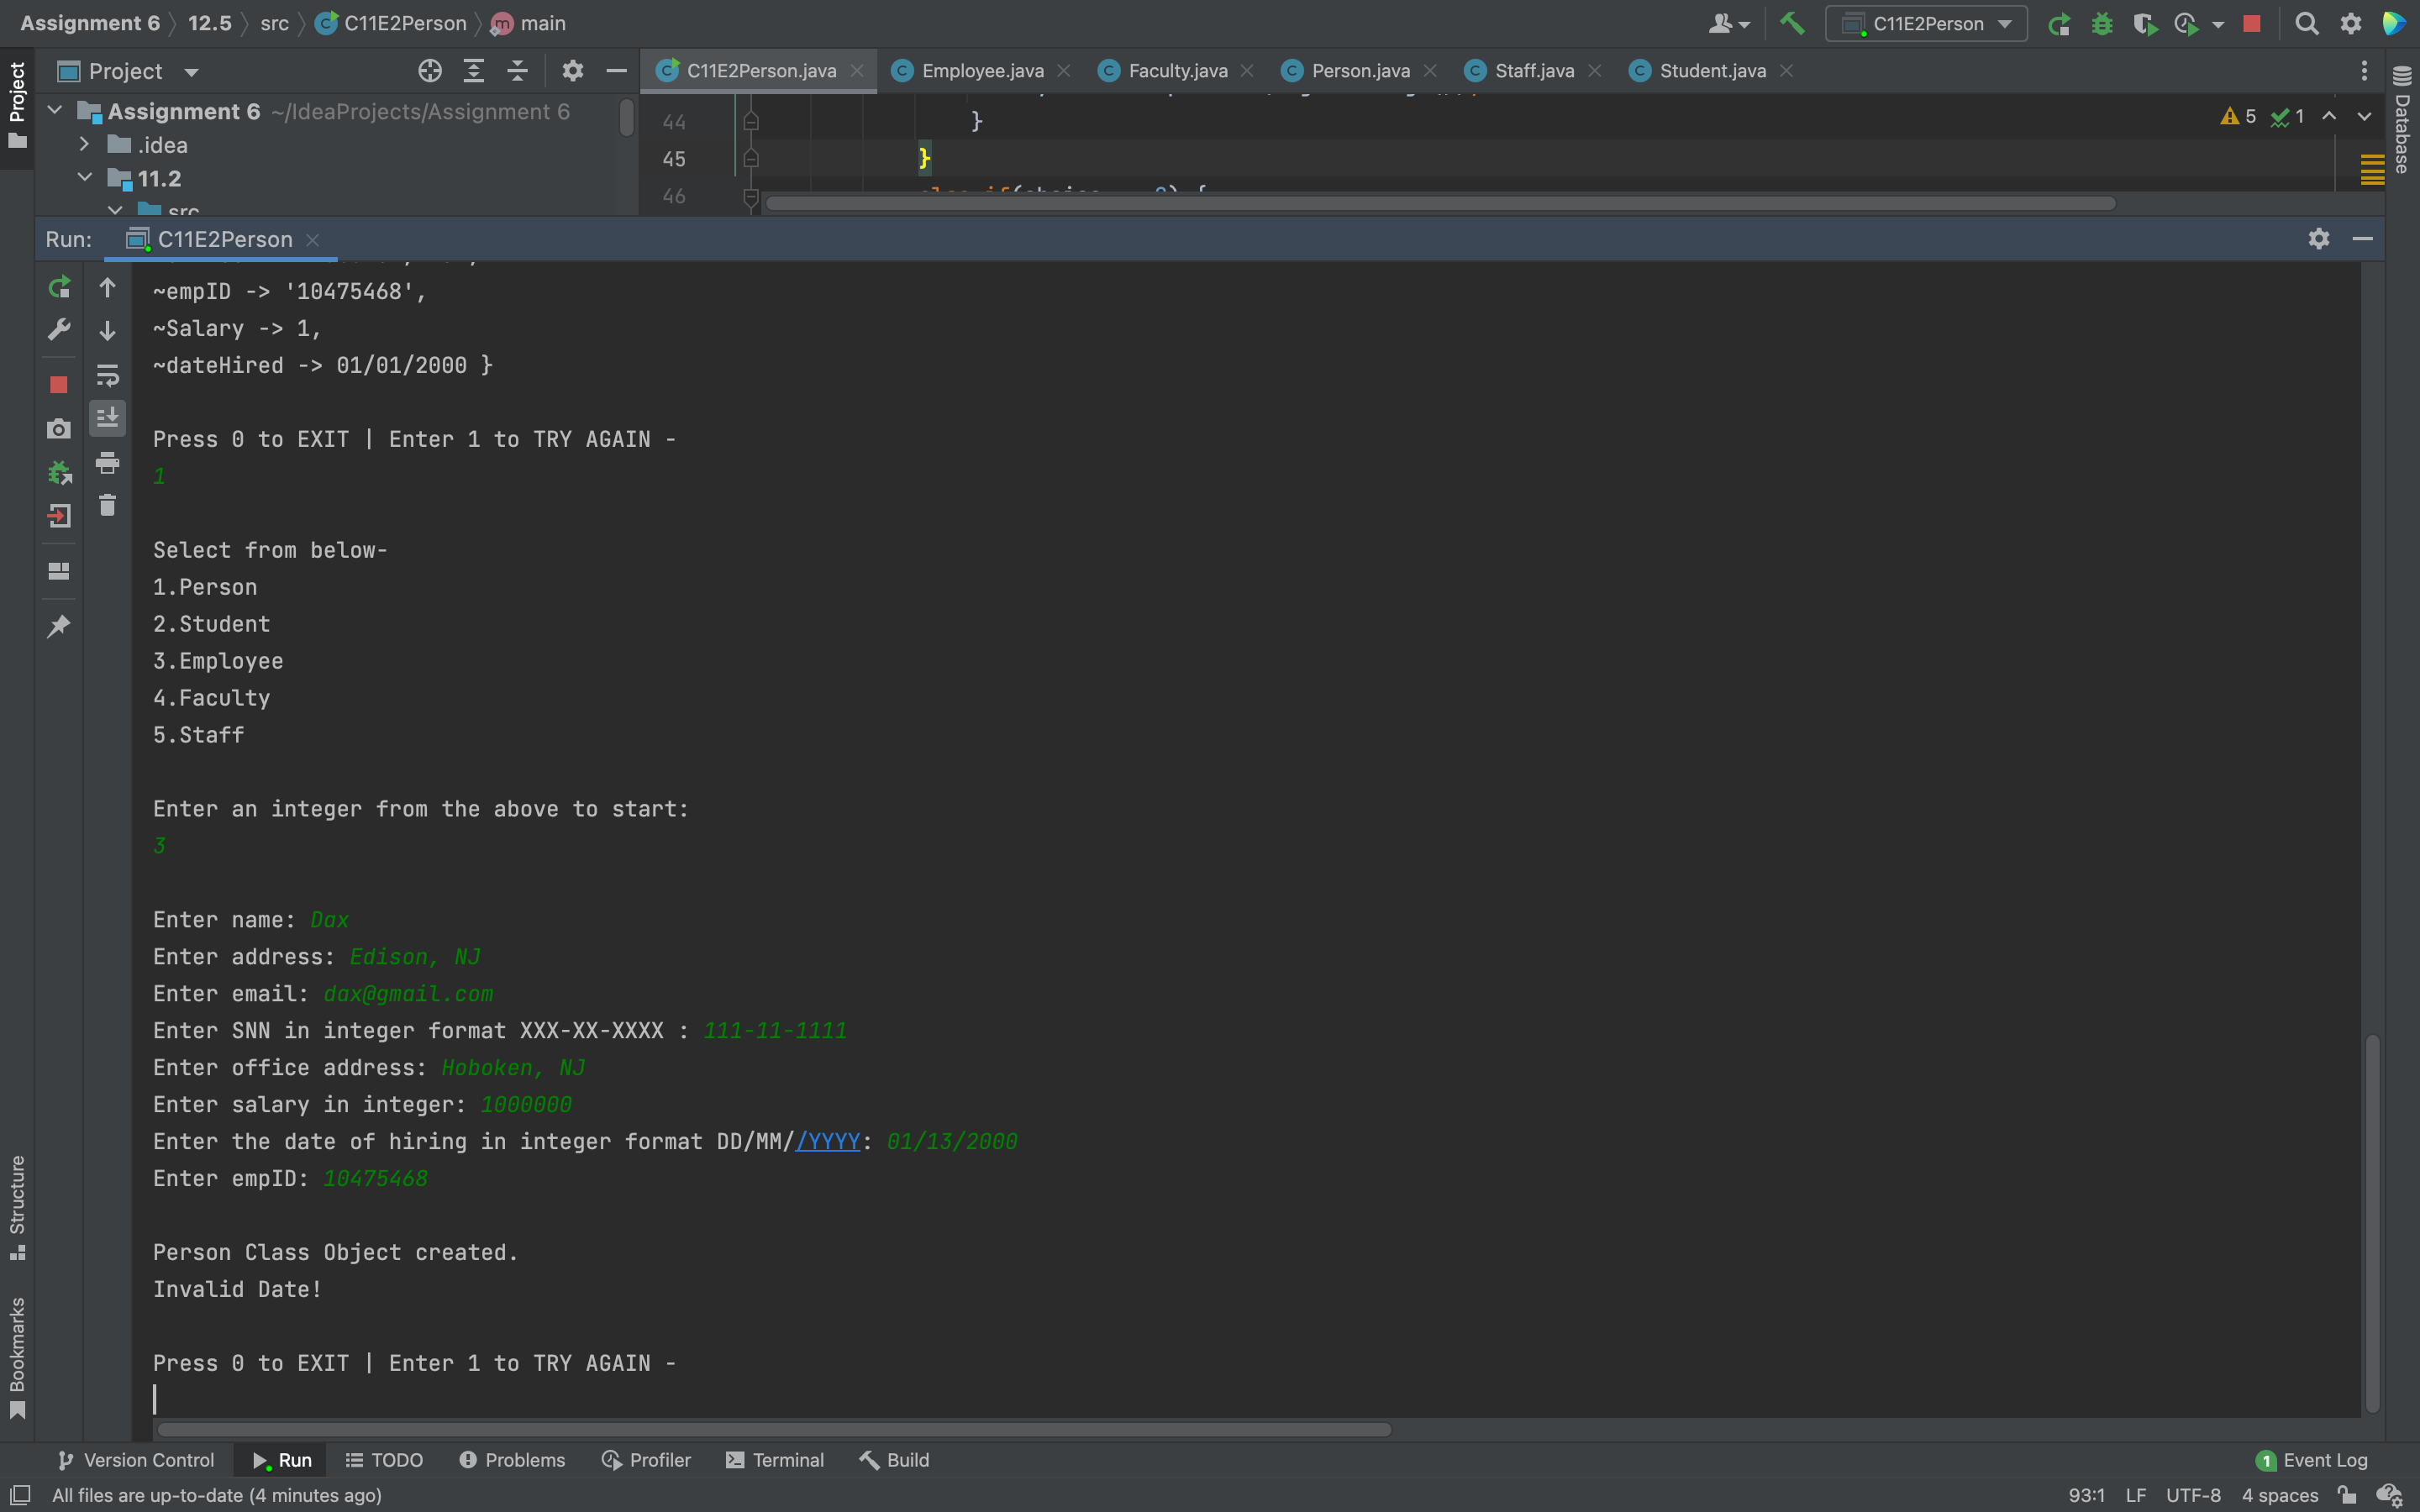 Assignment 6 12.5 src C11E2Person main
C11E2Person
Project
C11E2Person.java Employee.java Faculty.java Person.java Staff.java Student.java
Project
Database
Assignment 6 ~/IdeaProjects/Assignment 6
.idea
11.2
src
44 }
45 }
46
5 1
Run: C11E2Person
~empID -> '10475468',
~Salary -> 1,
~dateHired -> 01/01/2000 }
Press 0 to EXIT | Enter 1 to TRY AGAIN -
1
Select from below-
1.Person
2.Student
3.Employee
4.Faculty
5.Staff
Enter an integer from the above to start:
3
Enter name: Dax
Enter address: Edison, NJ
Enter email: dax@gmail.com
Enter SNN in integer format XXX-XX-XXXX : 111-11-1111
Enter office address: Hoboken, NJ
Enter salary in integer: 1000000
Enter the date of hiring in integer format DD/MM//YYYY: 01/13/2000
Enter empID: 10475468
Person Class Object created.
Invalid Date!
Press 0 to EXIT | Enter 1 to TRY AGAIN -
Structure
Bookmarks
Version Control Run TODO Problems Profiler Terminal Build 1 Event Log
All files are up-to-date (4 minutes ago) 93:1 LF UTF-8 4 spaces